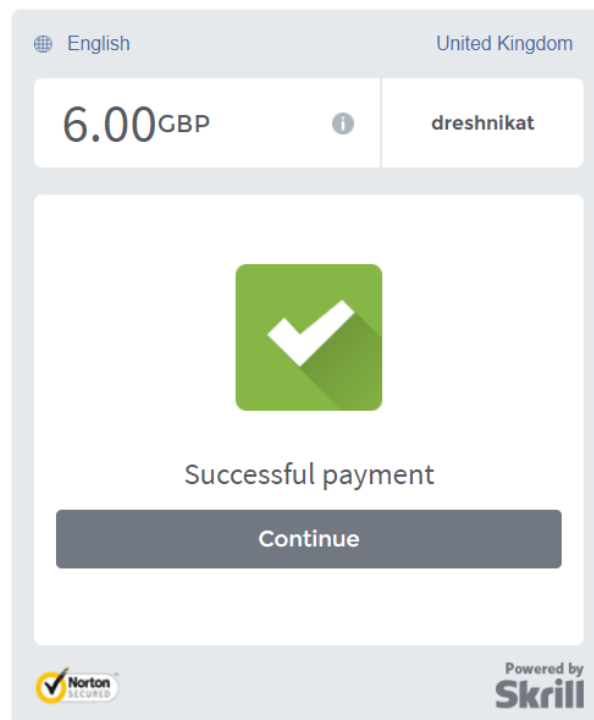 English United Kingdom
6.00GBP i dreshnikat
Successful payment
Continue
Norton
SECURED
Powered by
Skrill